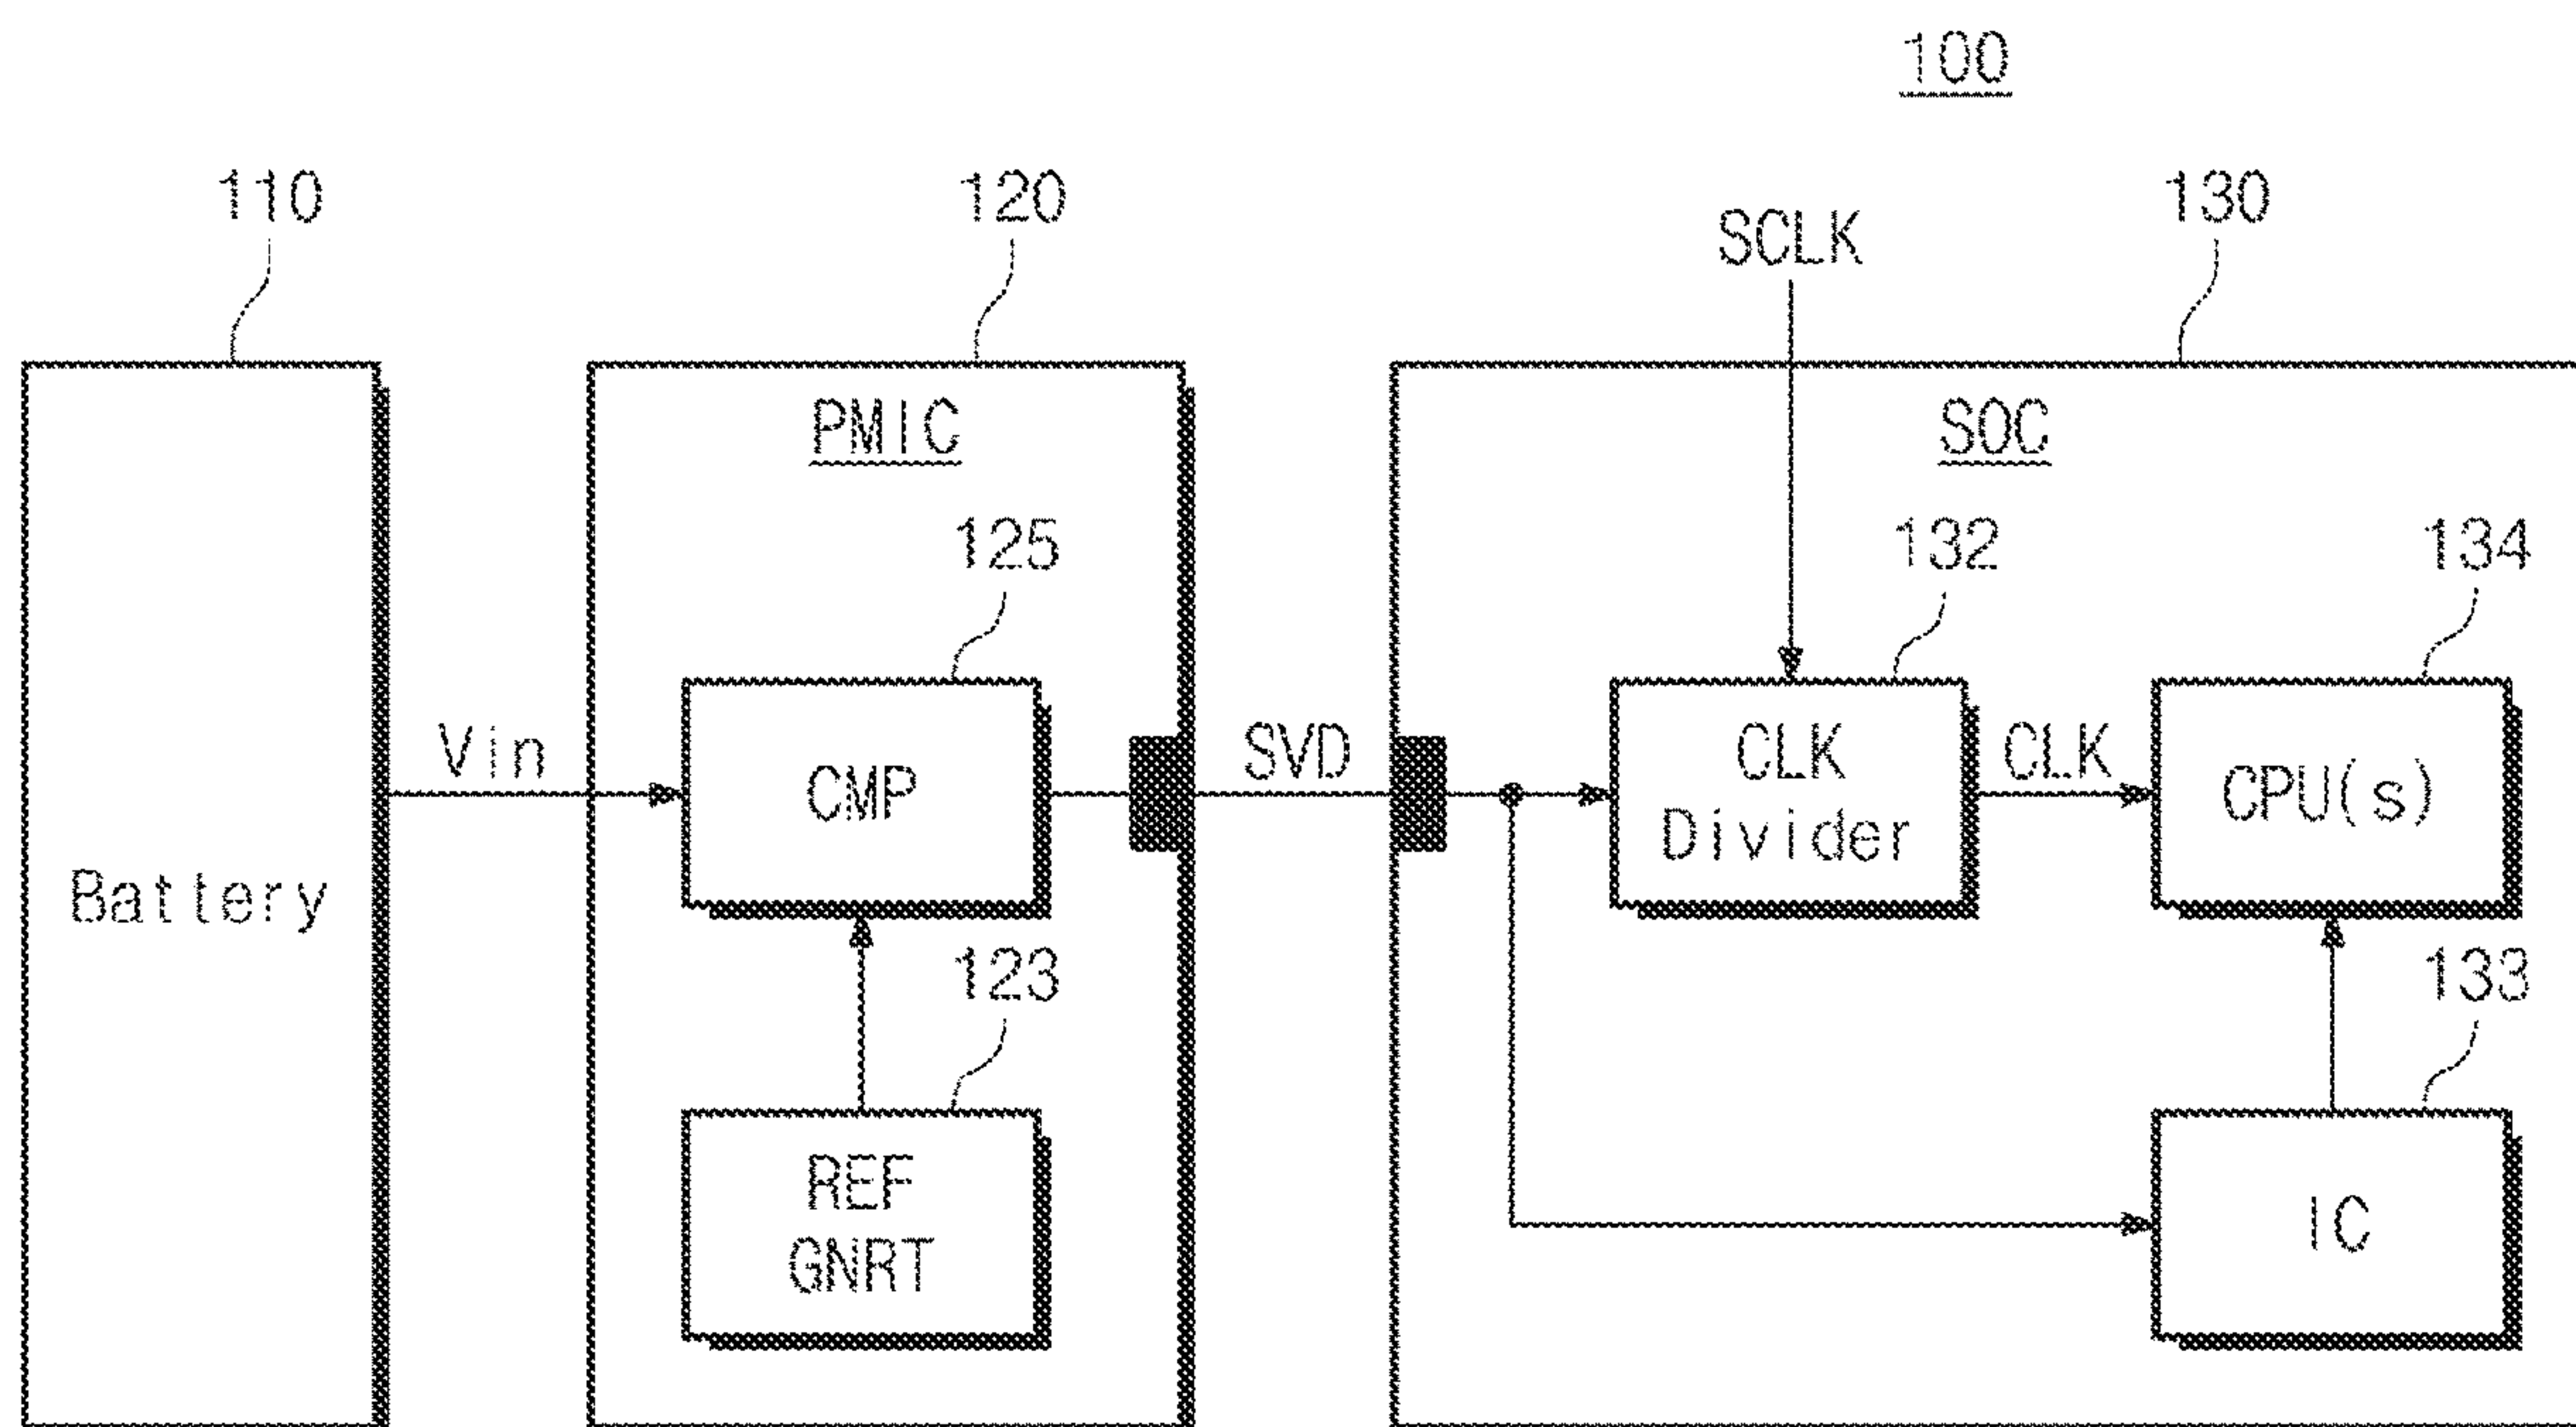 100
110
120
130
SCLK
PMIC
SOC
125
132
134
Vin
CMP
SVD
CLK
Divider
CLK
CPU(s)
Battery
123
133
REF
GNRT
IC